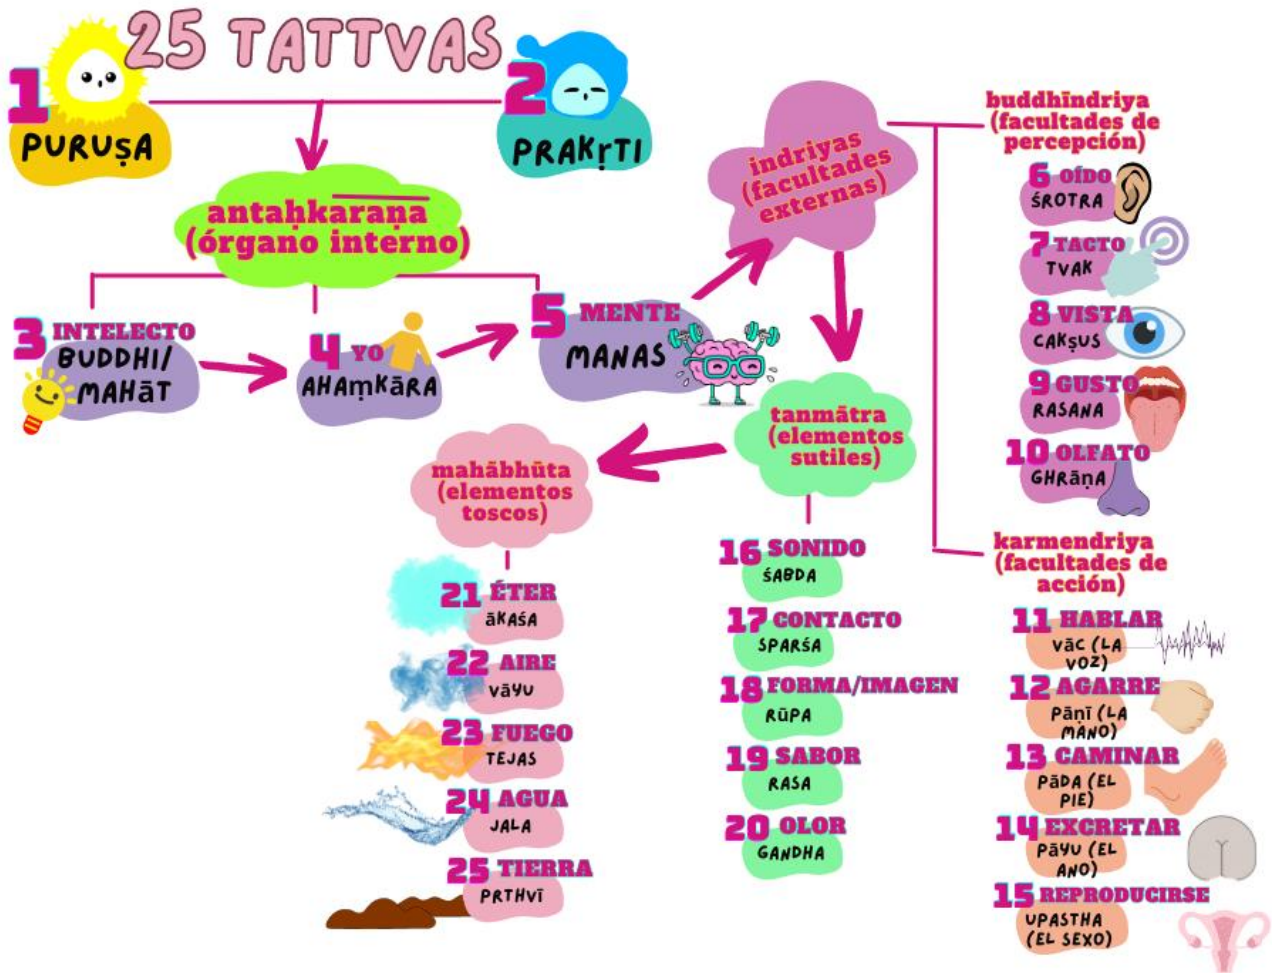 25 TATTVAS
1
PURUṣA
2
PRAKṛTI
antaḥkaraṇa
(órgano interno)
3 INTELECTO
BUDDHI/
MAHāT
4 YO
AHAṃKāRA
5 MENTE
MANAS
indriyas
(facultades
externas)
buddhīndriya
(facultades de
percepción)
6 OÍDO
ŚROTRA
7 TACTO
TVAK
8 VISTA
CAKṣUS
9 GUSTO
RASANA
10 OLFATO
GHRāṇA
karmendriya
(facultades de
acción)
11 HABLAR
VāC (LA
VOZ)
12 AGARRE
Pāṇī (LA
MANO)
13 CAMINAR
PāDA (EL
PIE)
14 EXCRETAR
PāYU (EL
ANO)
15 REPRODUCIRSE
UPASTHA
(EL SEXO)
tanmātra
(elementos
sutiles)
16 SONIDO
ŚABDA
17 CONTACTO
SPARŚA
18 FORMA/IMAGEN
RūPA
19 SABOR
RASA
20 OLOR
GANDHA
mahābhūta
(elementos
toscos)
21 ÉTER
āKAŚA
22 AIRE
VāYU
23 FUEGO
TEJAS
24 AGUA
JALA
25 TIERRA
PRTHVī